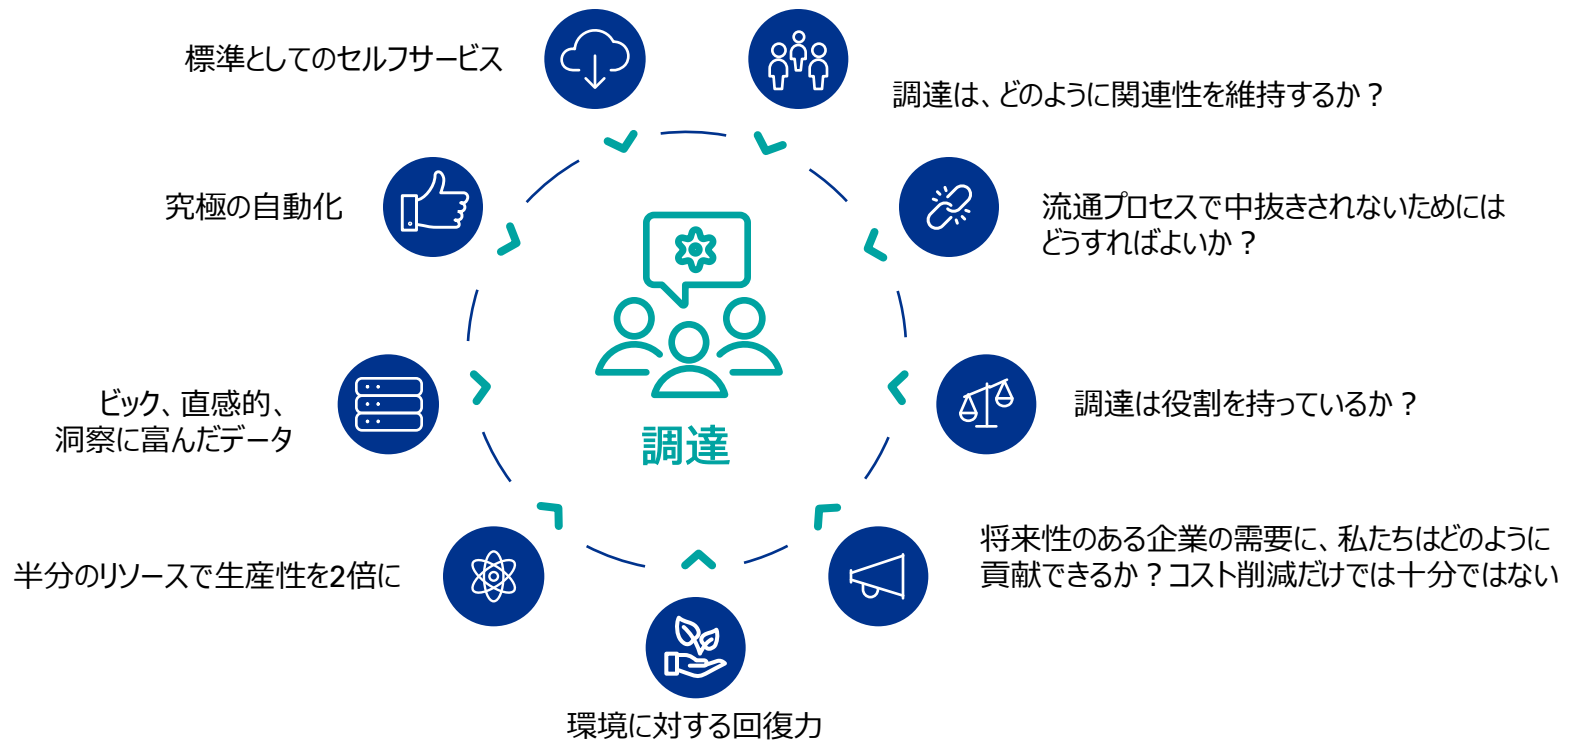 標準としてのセルフサービス
調達は、どのように関連性を維持するか？
究極の自動化
流通プロセスで中抜きされないためには
どうすればよいか？
ビック、直感的、
洞察に富んだデータ
調達は役割を持っているか？
調達
半分のリソースで生産性を2倍に
将来性のある企業の需要に、私たちはどのように
貢献できるか？コスト削減だけでは十分ではない
環境に対する回復力